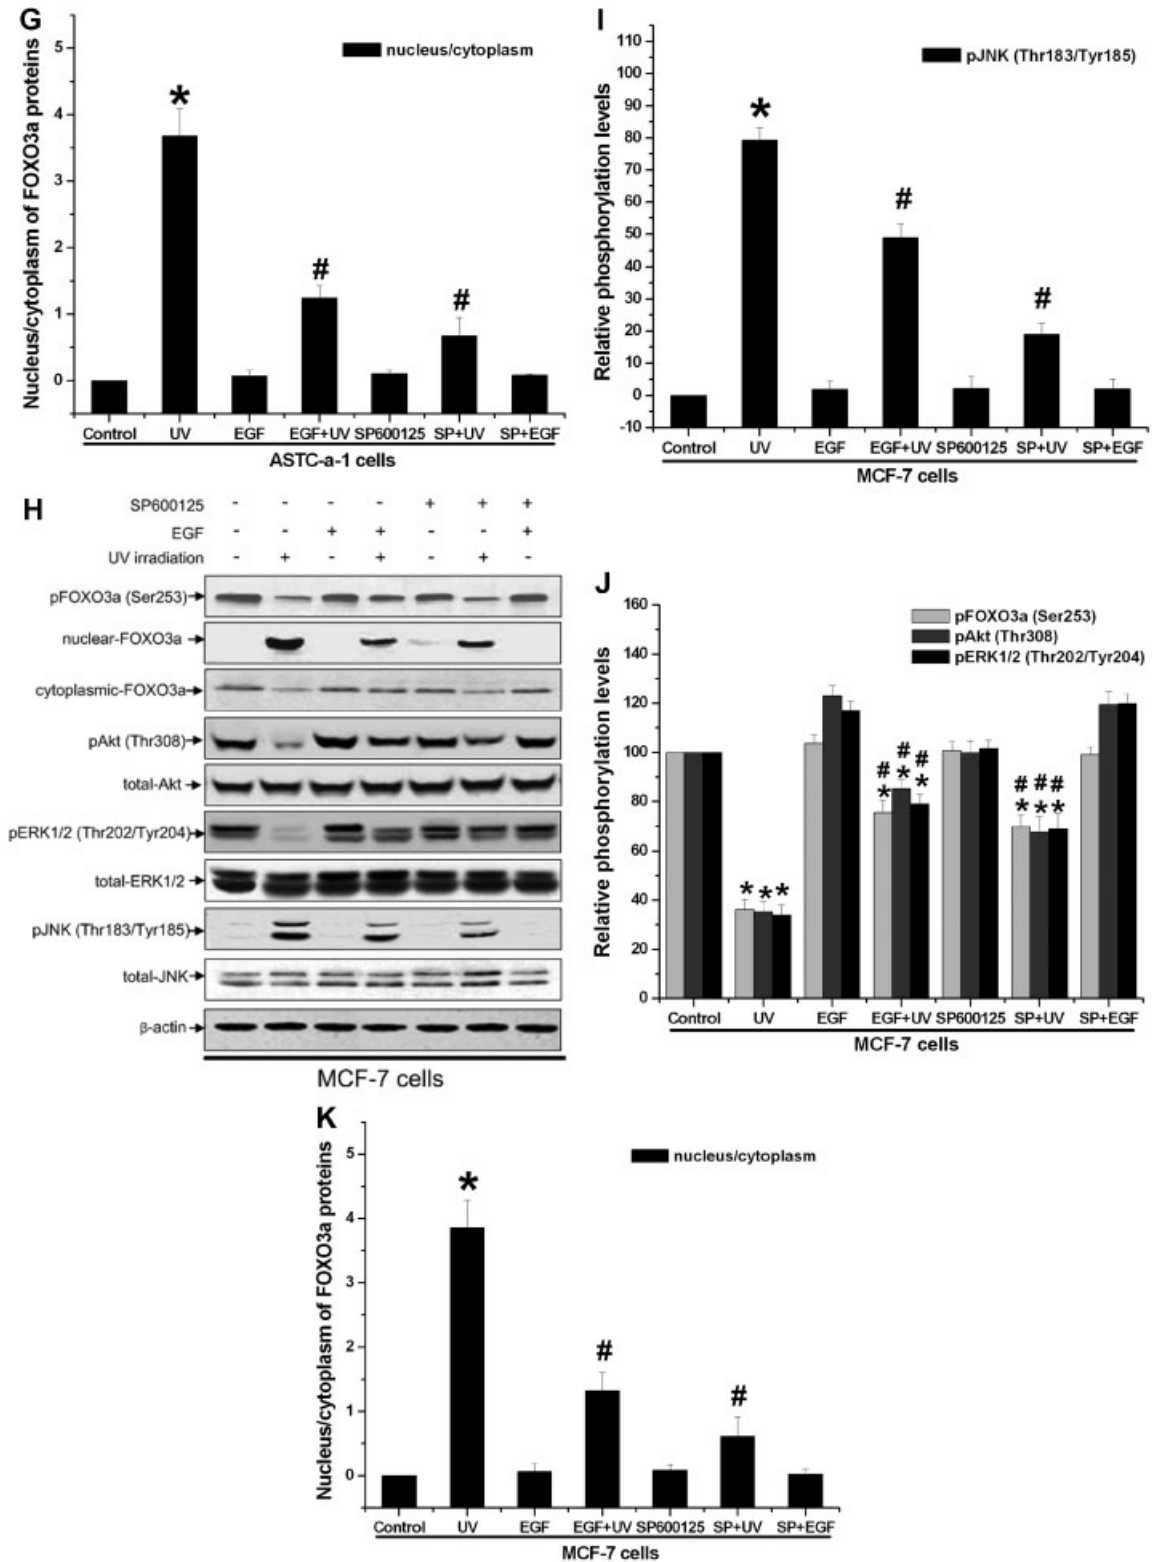 G
Nucleus/cytoplasm of FOXO3a proteins
5
4
3
2
1
0
nucleus/cytoplasm
*
#
#
Control UV EGF EGF+UV SP600125 SP+UV SP+EGF
ASTC-a-1 cells
I
Relative phosphorylation levels
110
100
90
80
70
60
50
40
30
20
10
0
-10
pJNK (Thr183/Tyr185)
*
#
#
Control UV EGF EGF+UV SP600125 SP+UV SP+EGF
MCF-7 cells
H
SP600125 - - - - + + +
EGF - - + + - - +
UV irradiation - + - + - + -
pFOXO3a (Ser253)
nuclear-FOXO3a
cytoplasmic-FOXO3a
pAkt (Thr308)
total-Akt
pERK1/2 (Thr202/Tyr204)
total-ERK1/2
pJNK (Thr183/Tyr185)
total-JNK
β-actin
MCF-7 cells
J
Relative phosphorylation levels
160
140
120
100
80
60
40
20
0
pFOXO3a (Ser253)
pAkt (Thr308)
pERK1/2 (Thr202/Tyr204)
* * *
# # #
* * *
# # #
* * *
Control UV EGF EGF+UV SP600125 SP+UV SP+EGF
MCF-7 cells
K
Nucleus/cytoplasm of FOXO3a proteins
5
4
3
2
1
0
nucleus/cytoplasm
*
#
#
Control UV EGF EGF+UV SP600125 SP+UV SP+EGF
MCF-7 cells